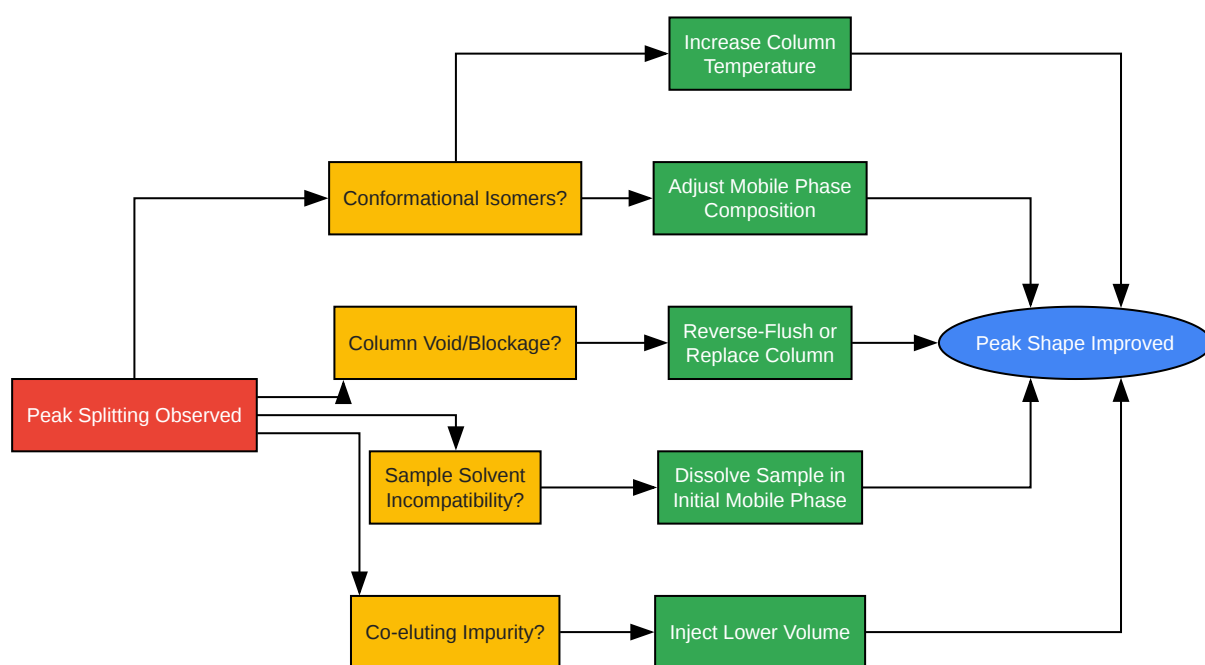 Increase Column
Temperature
Conformational Isomers?
Adjust Mobile Phase
Composition
Column Void/Blockage?
Reverse-Flush or
Replace Column
Peak Shape Improved
Peak Splitting Observed
Sample Solvent
Incompatibility?
Dissolve Sample in
Initial Mobile Phase
Co-eluting Impurity?
Inject Lower Volume